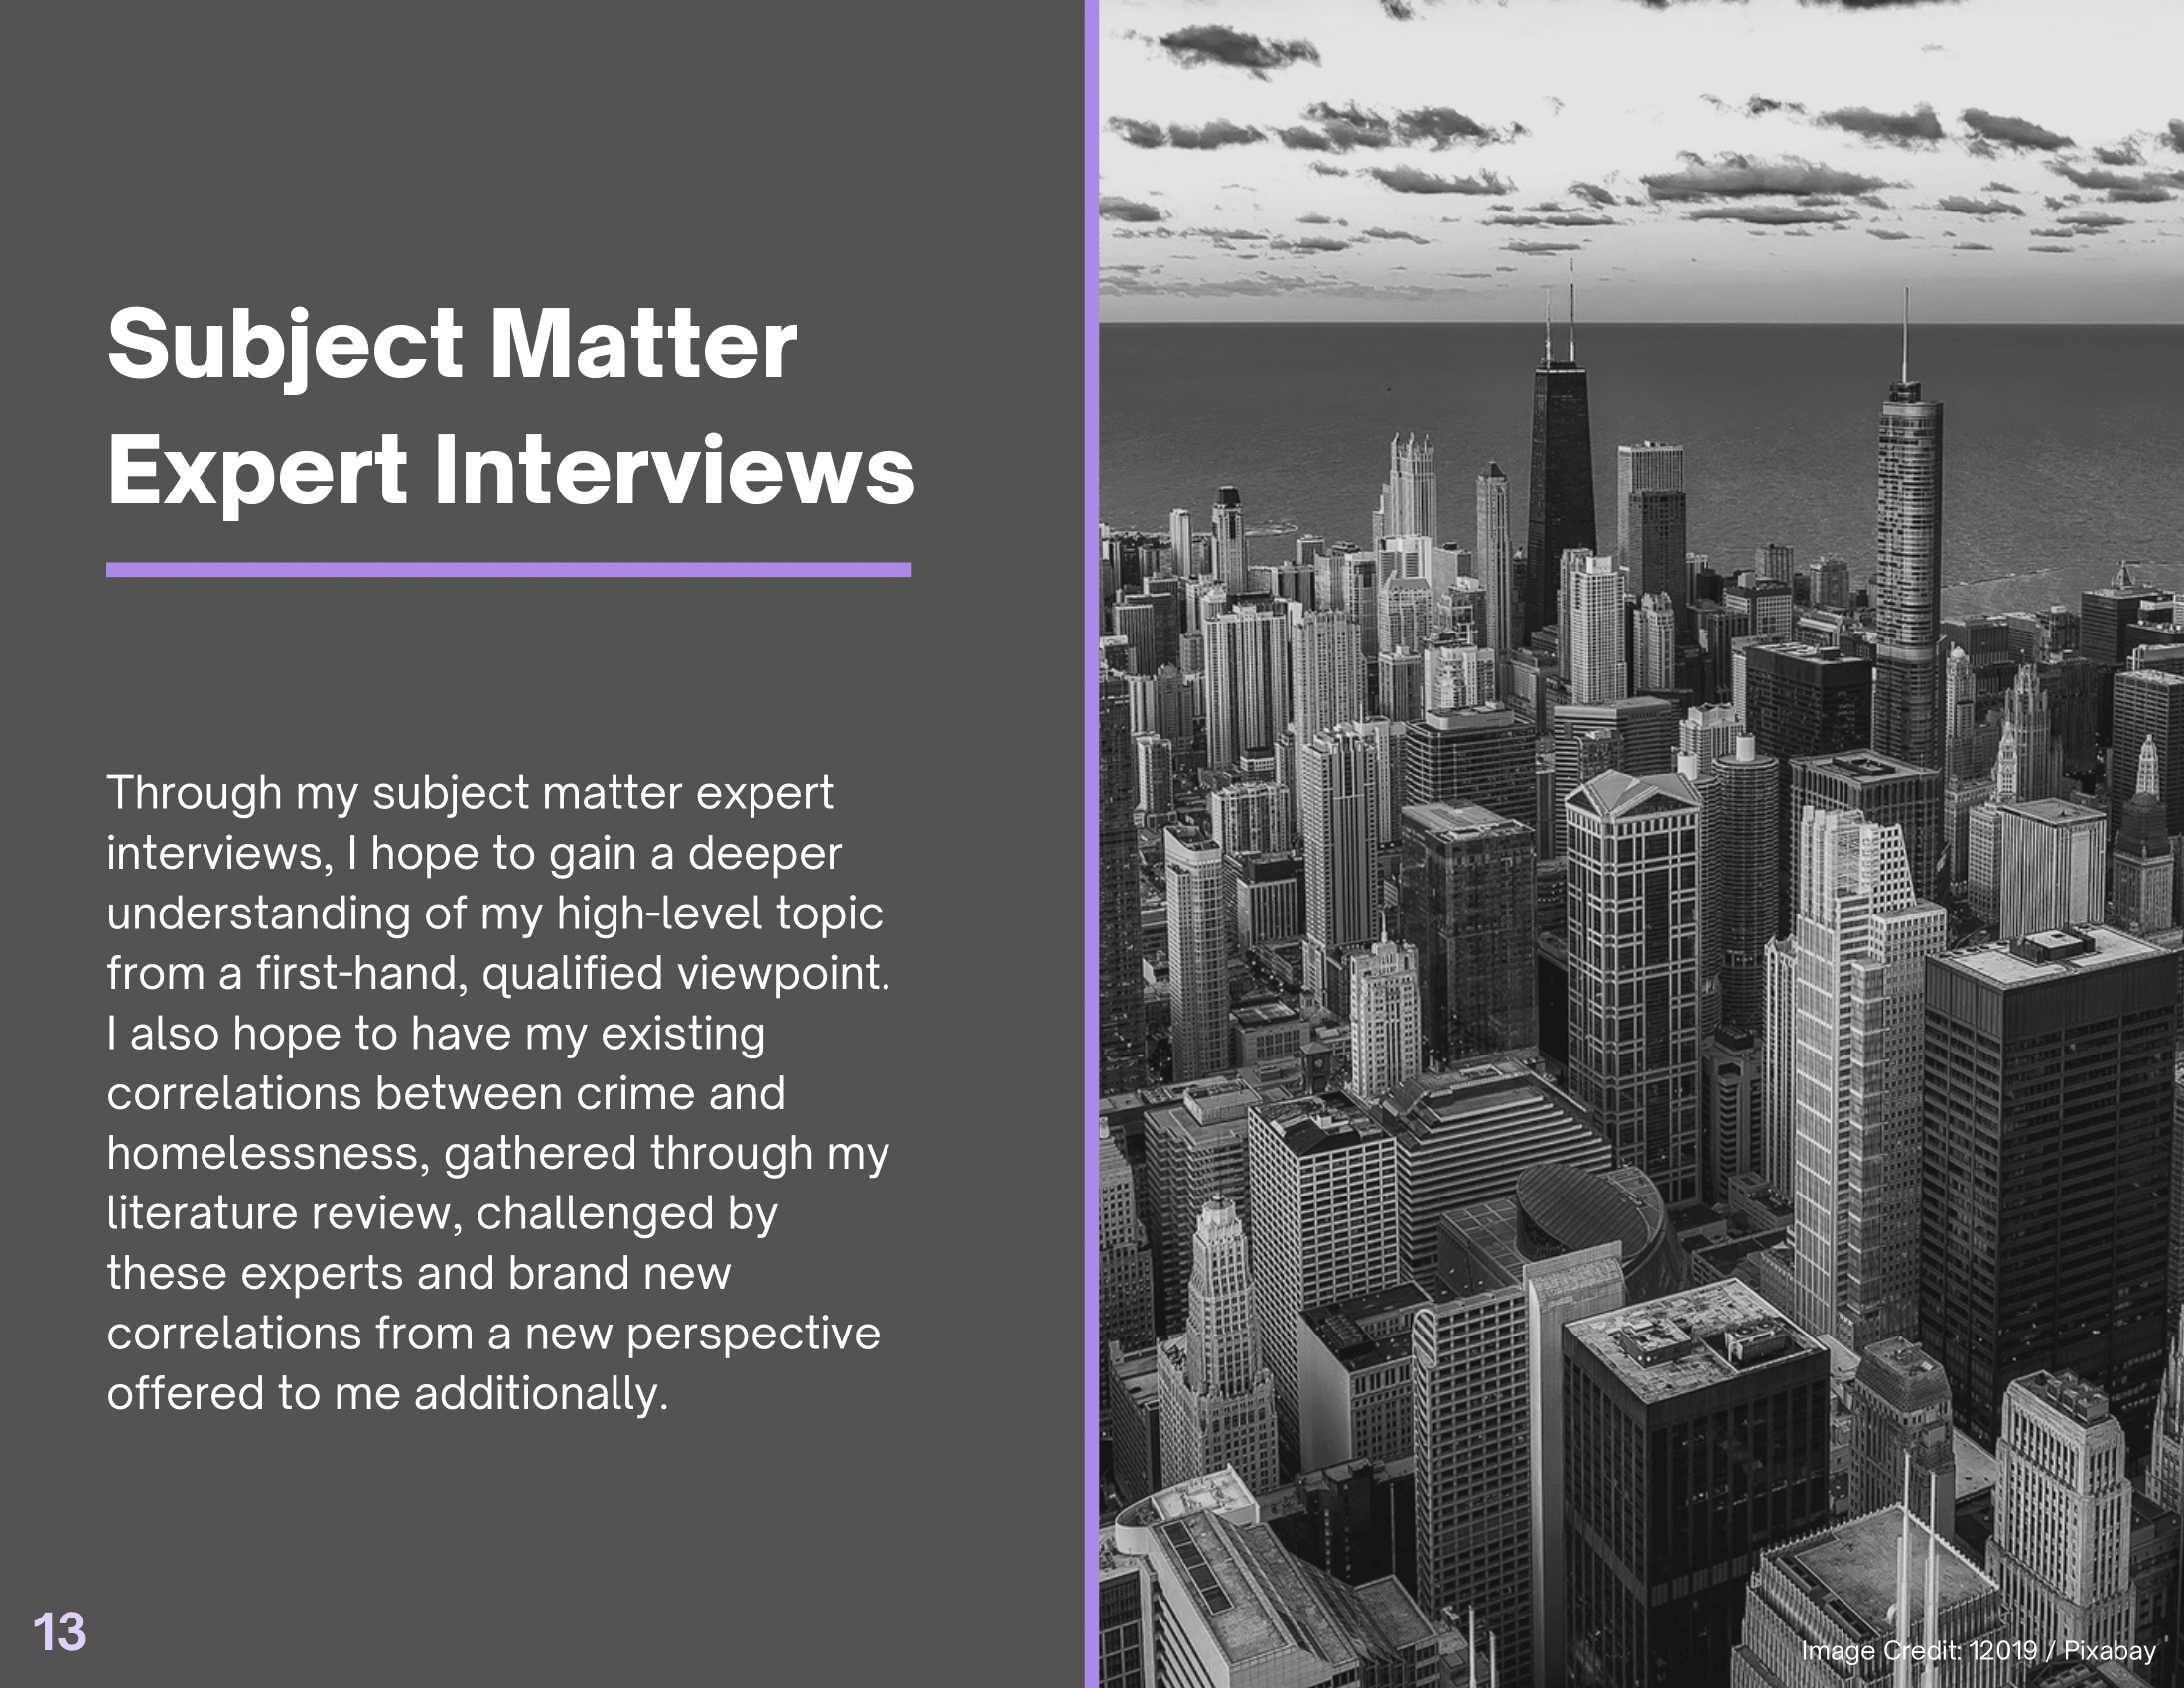 Subject Matter
Expert Interviews
Through my subject matter expert
interviews, I hope to gain a deeper
understanding of my high-level topic
from a first-hand, qualified viewpoint.
I also hope to have my existing
correlations between crime and
homelessness, gathered through my
literature review, challenged by
these experts and brand new
correlations from a new perspective
offered to me additionally.
13
Image Credit: 12019 / Pixabay